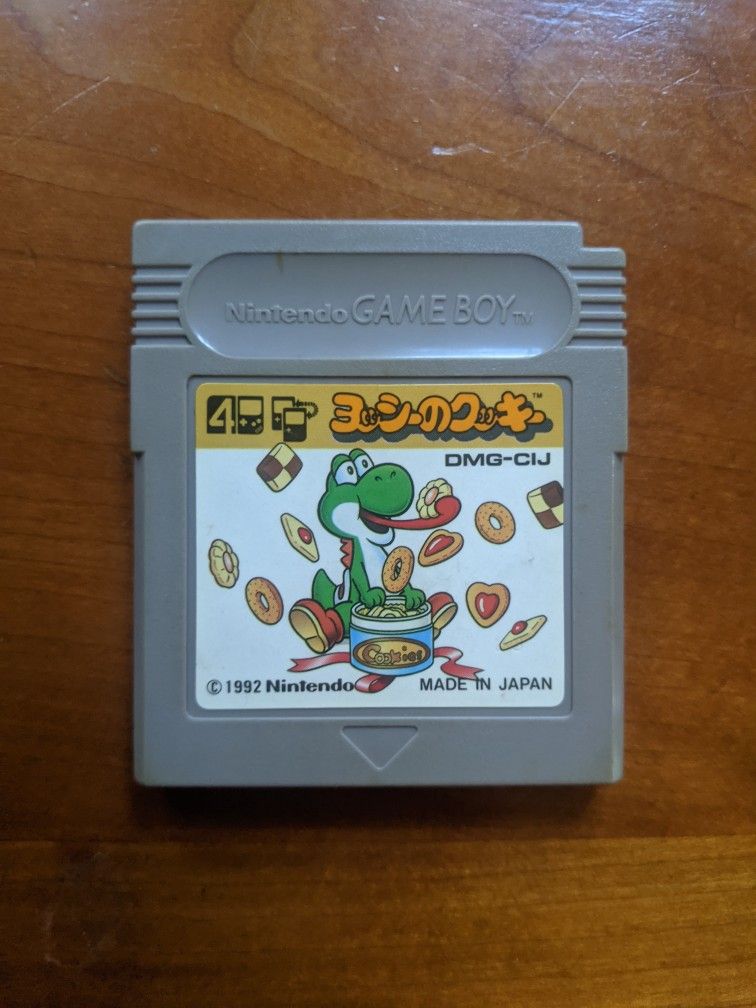 Nintendo GAME BOY TM
4 ヨッシーのクッキー ™
DMG-CIJ
Cookies
© 1992 Nintendo MADE IN JAPAN